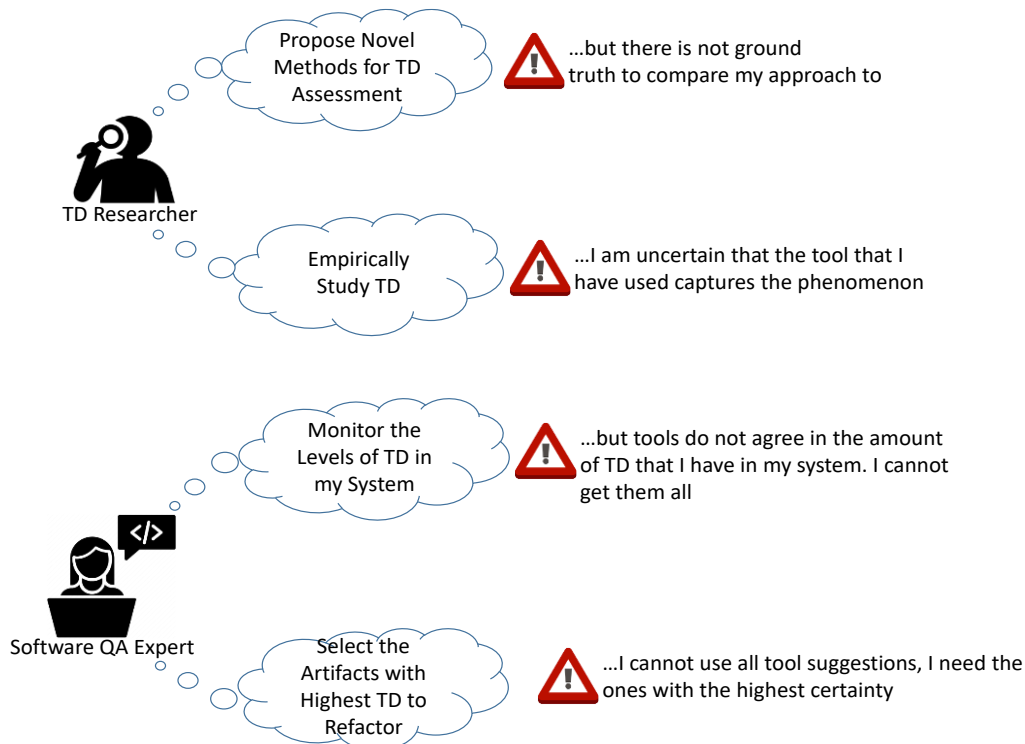 Propose Novel
Methods for TD
Assessment
...but there is not ground
truth to compare my approach to
TD Researcher
Empirically
Study TD
...I am uncertain that the tool that I
have used captures the phenomenon
Monitor the
Levels of TD in
my System
...but tools do not agree in the amount
of TD that I have in my system. I cannot
get them all
</>
Software QA Expert
Select the
Artifacts with
Highest TD to
Refactor
...I cannot use all tool suggestions, I need the
ones with the highest certainty